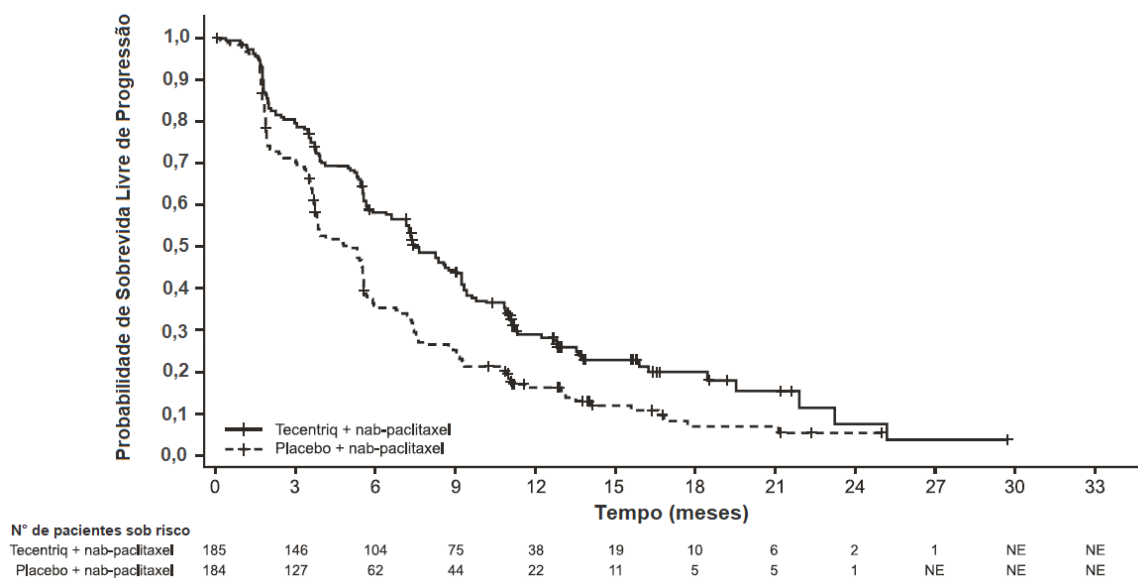 Probabilidade de Sobrevida Livre de Progressão
1,0
0,9
0,8
0,7
0,6
0,5
0,4
0,3
0,2
0,1
0,0
Tecentriq + nab-paclitaxel
Placebo + nab-paclitaxel
0 3 6 9 12 15 18 21 24 27 30 33
Tempo (meses)
N° de pacientes sob risco
Tecentriq + nab-paclitaxel 185 146 104 75 38 19 10 6 2 1 NE NE
Placebo + nab-paclitaxel 184 127 62 44 22 11 5 5 1 NE NE NE